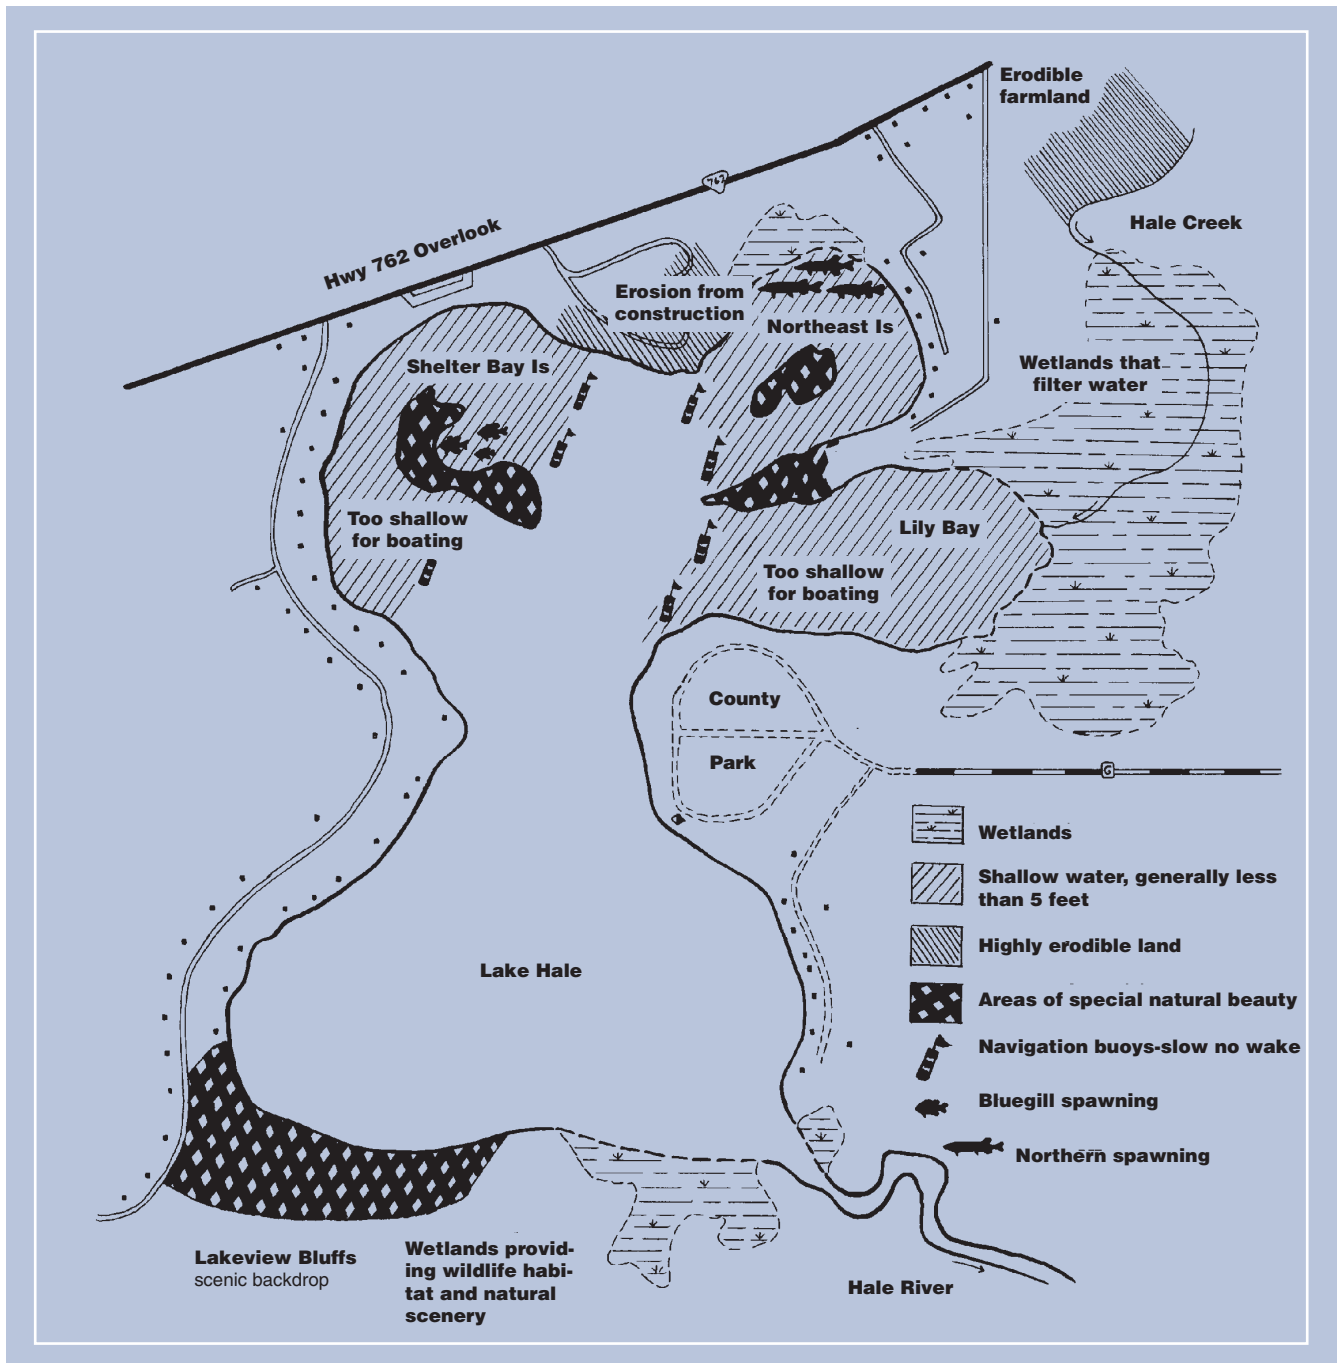 Erodible
farmland
762
Hale Creek
Hwy 762 Overlook
Erosion from
construction
Northeast Is
Shelter Bay Is
Wetlands that
filter water
Too shallow
for boating
Lily Bay
Too shallow
for boating
County
Park
G
Wetlands
Shallow water, generally less
than 5 feet
Highly erodible land
Lake Hale
Areas of special natural beauty
Navigation buoys-slow no wake
Bluegill spawning
Northern spawning
Lakeview Bluffs
scenic backdrop
Wetlands provid-
ing wildlife habi-
tat and natural
scenery
Hale River